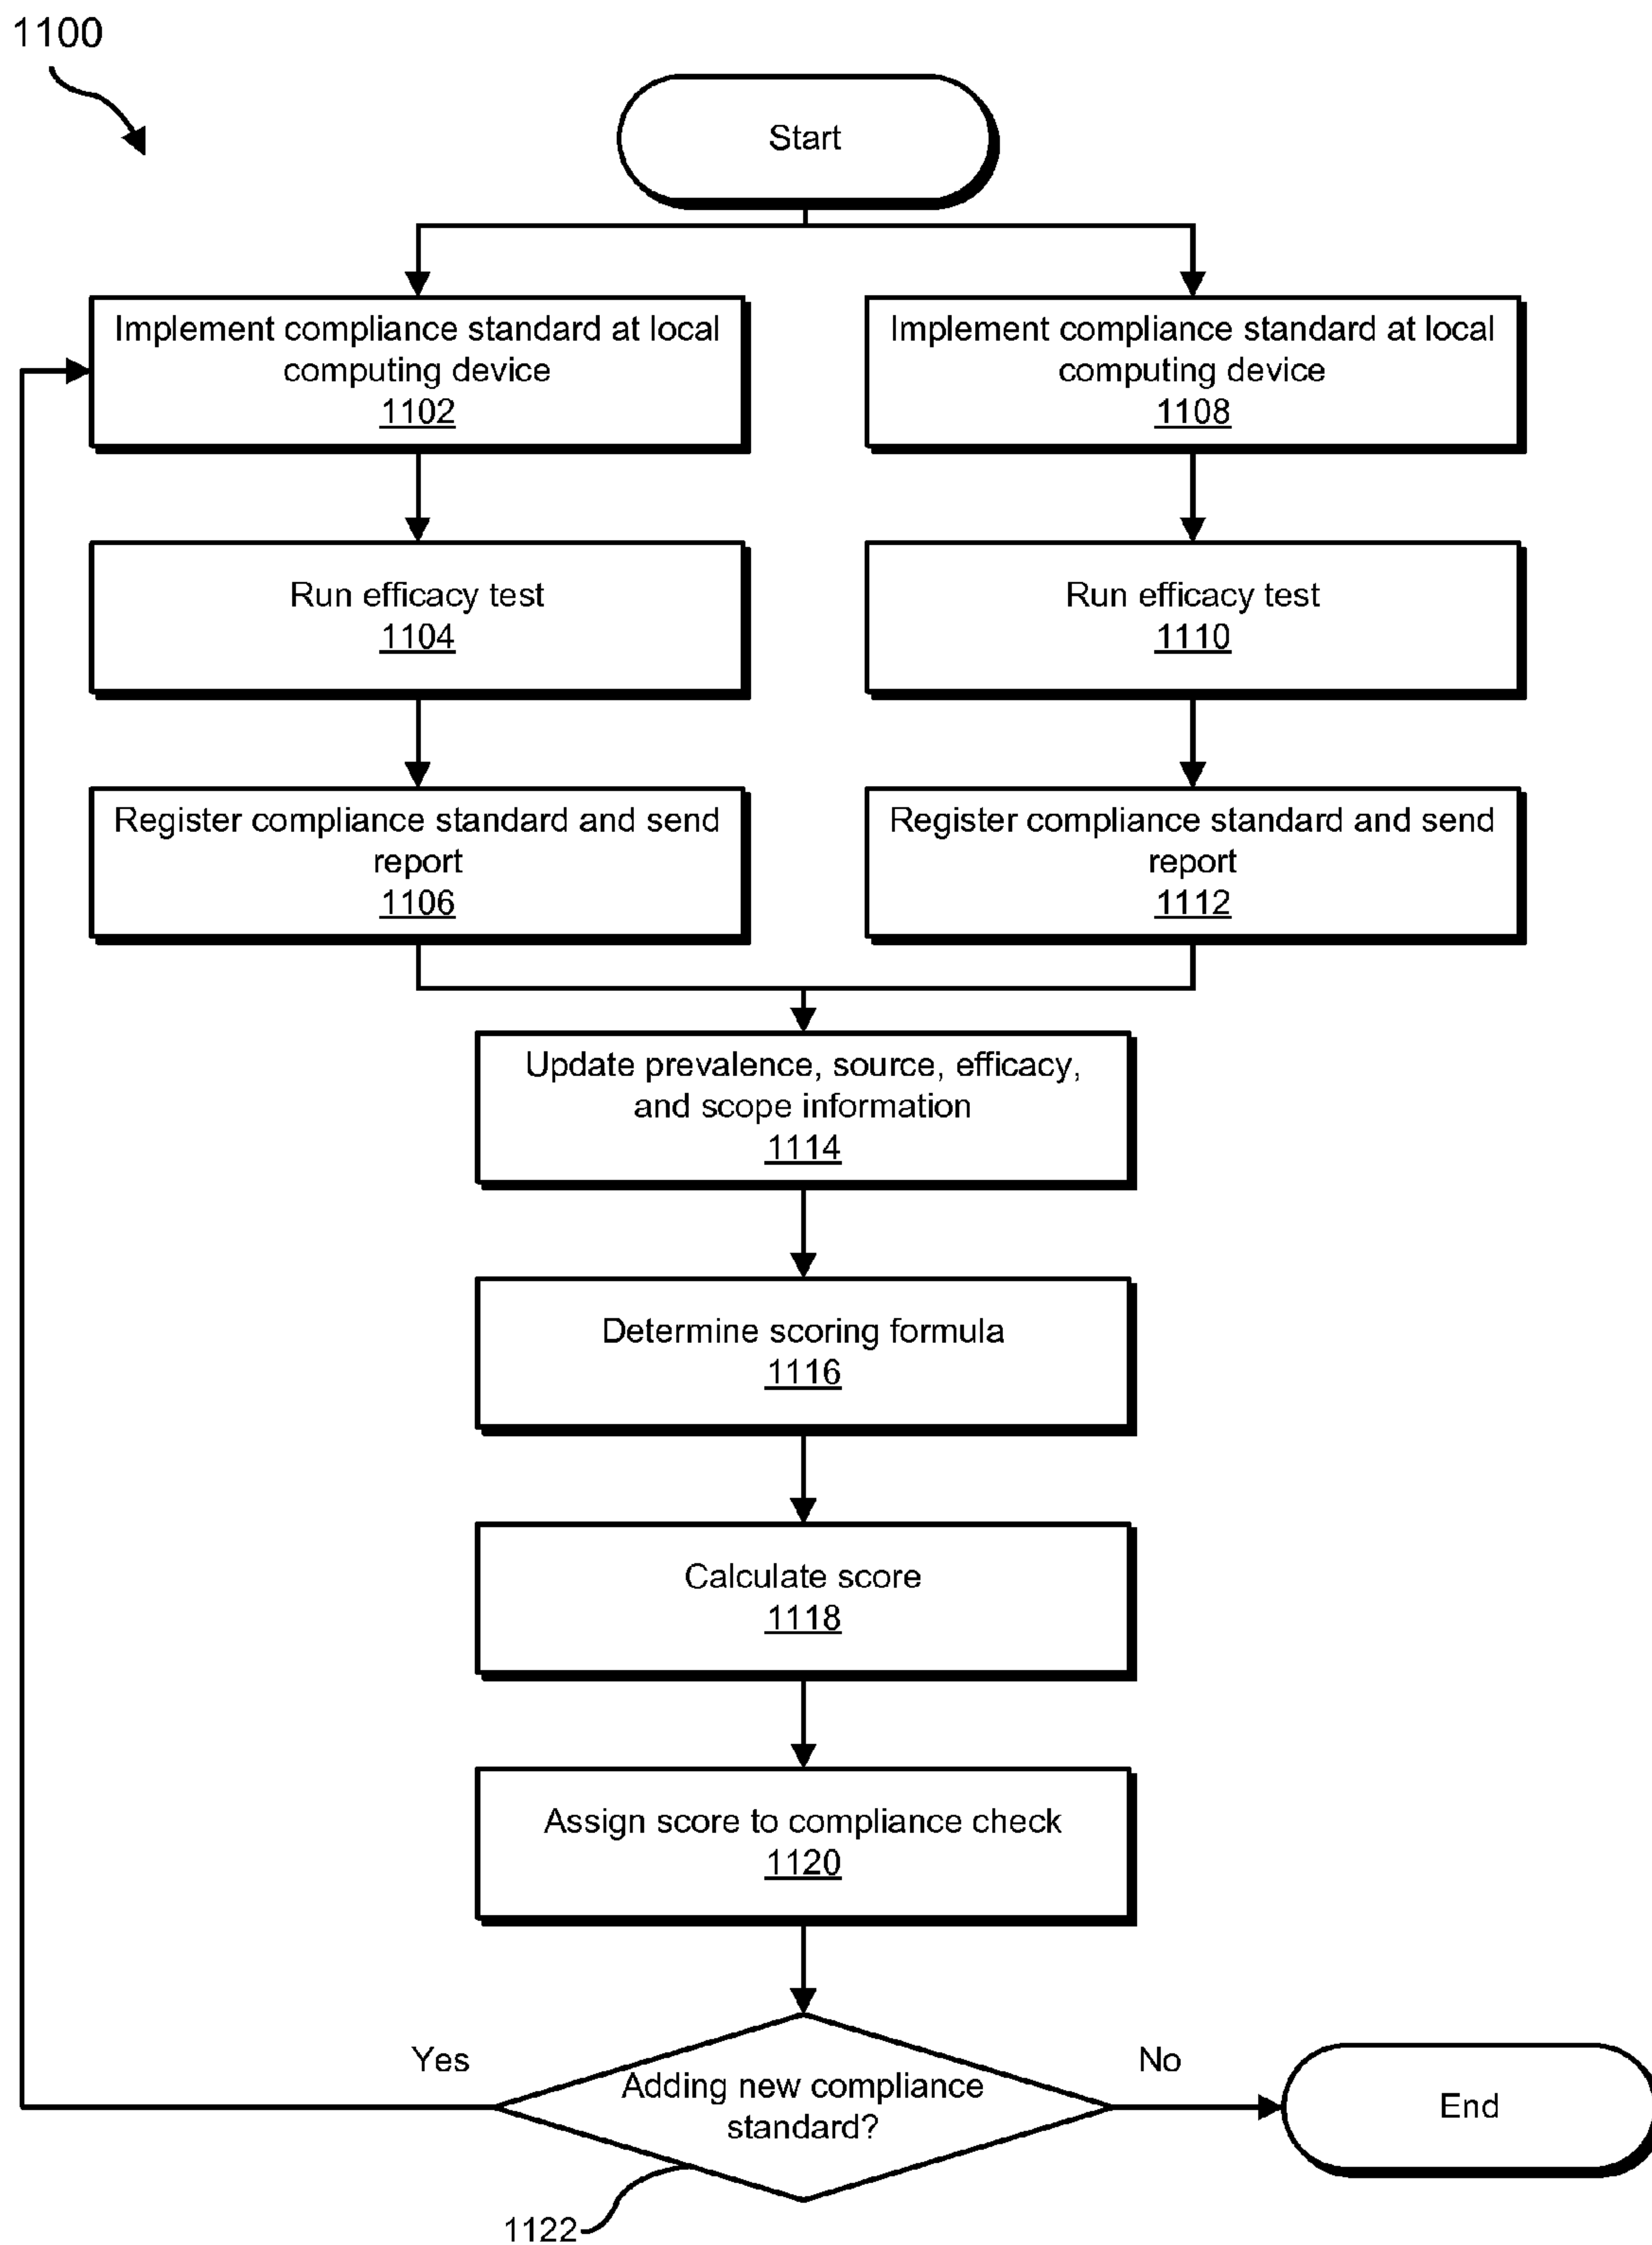 1100
Start
Implement compliance standard at local
computing device
1102
Implement compliance standard at local
computing device
1108
Run efficacy test
1104
Run efficacy test
1110
Register compliance standard and send
report
1106
Register compliance standard and send
report
1112
Update prevalence, source, efficacy,
and scope information
1114
Determine scoring formula
1116
Calculate score
1118
Assign score to compliance check
1120
Yes
Adding new compliance
standard?
No
End
1122